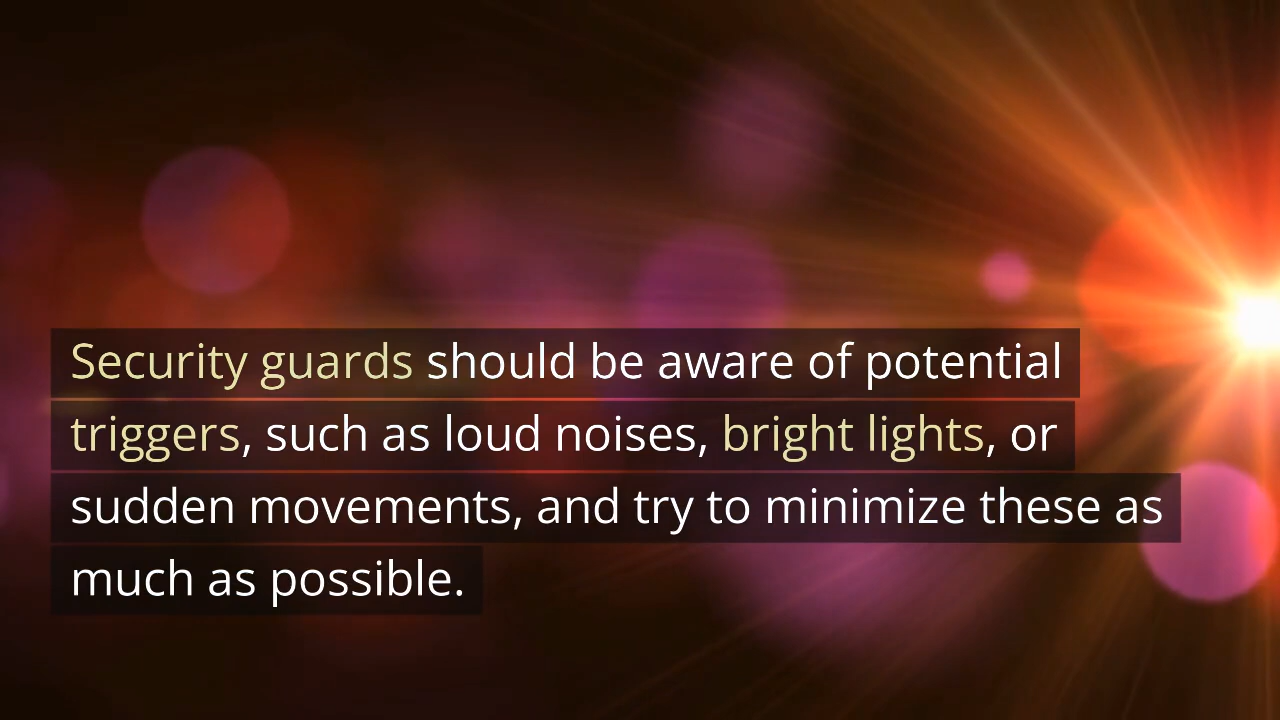 Security guards should be aware of potential
triggers, such as loud noises, bright lights, or
sudden movements, and try to minimize these as
much as possible.